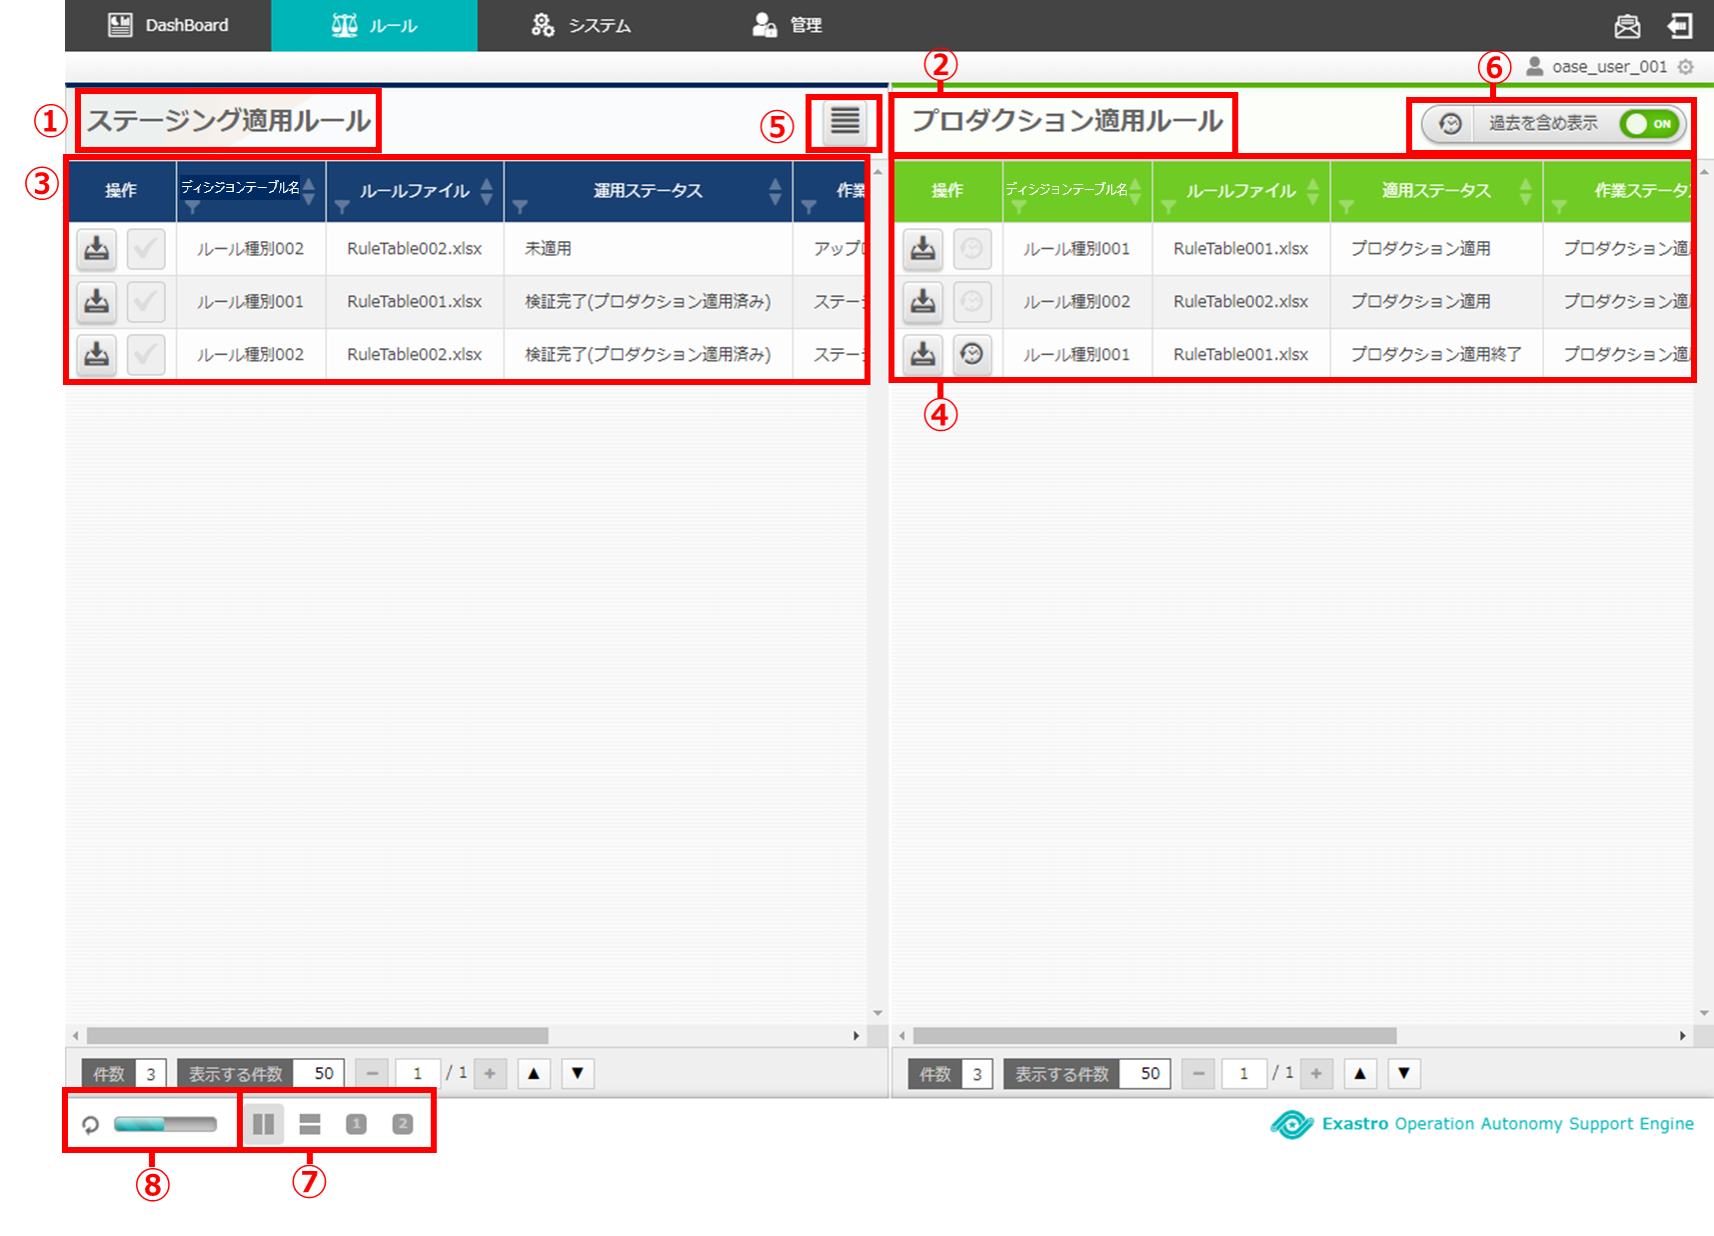 DashBoard ルール システム 管理
oase_user_001
① ステージング適用ルール ⑤
② プロダクション適用ルール
⑥ 過去を含め表示 ON
③ 操作 ディシジョンテーブル名 ルールファイル 運用ステータス 作業
ルール種別002 RuleTable002.xlsx 未適用 アップロ
ルール種別001 RuleTable001.xlsx 検証完了(プロダクション適用済み) ステー
ルール種別002 RuleTable002.xlsx 検証完了(プロダクション適用済み) ステー
操作 ディシジョンテーブル名 ルールファイル 適用ステータス 作業ステータ
ルール種別001 RuleTable001.xlsx プロダクション適用 プロダクション適
ルール種別002 RuleTable002.xlsx プロダクション適用 プロダクション適
ルール種別001 RuleTable001.xlsx プロダクション適用終了 プロダクション適
④
件数 3 表示する件数 50 − 1 / 1 + ▲ ▼
件数 3 表示する件数 50 − 1 / 1 + ▲ ▼
1 2
Exastro Operation Autonomy Support Engine
⑧ ⑦